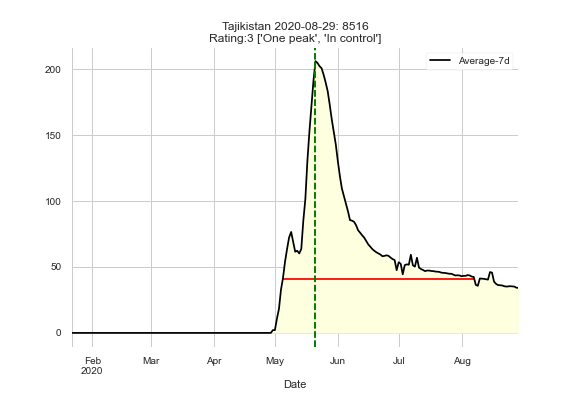 Tajikistan 2020-08-29: 8516
Rating:3 ['One peak', 'In control']
Average-7d
200
150
100
50
0
Feb Mar Apr May Jun Jul Aug
2020
Date